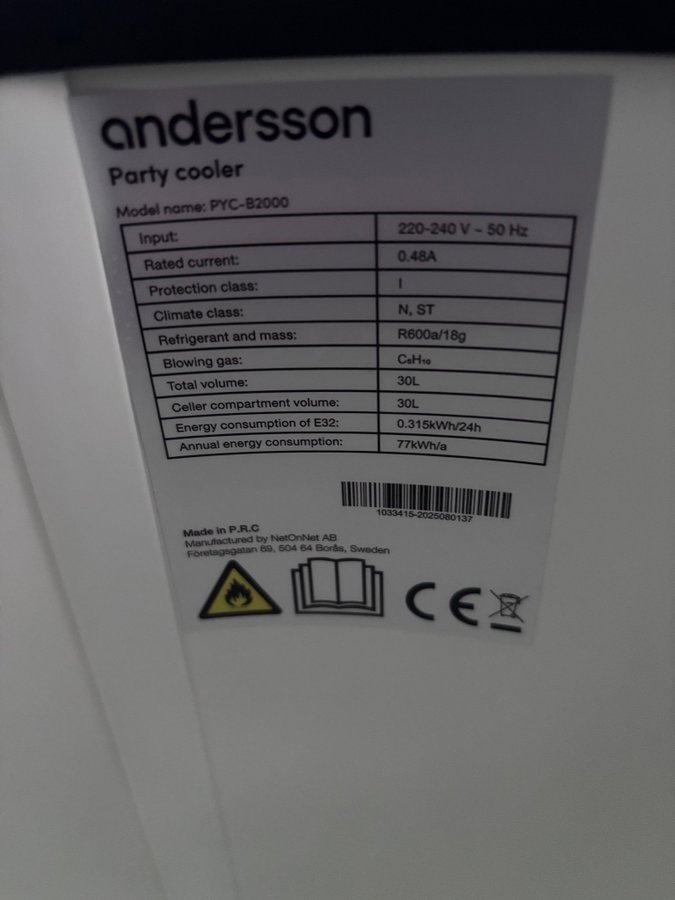 andersson
Party cooler
Model name: PYC-B2000
Input: 220-240 V ~ 50 Hz
Rated current: 0.48A
Protection class: I
Climate class: N, ST
Refrigerant and mass: R600a/18g
Blowing gas: C₅H₁₀
Total volume: 30L
Celler compartment volume: 30L
Energy consumption of E32: 0.315kWh/24h
Annual energy consumption: 77kWh/a
1033415-2025080137
Made in P.R.C
Manufactured by NetOnNet AB
Företagsgatan 69, 504 64 Borås, Sweden
CE